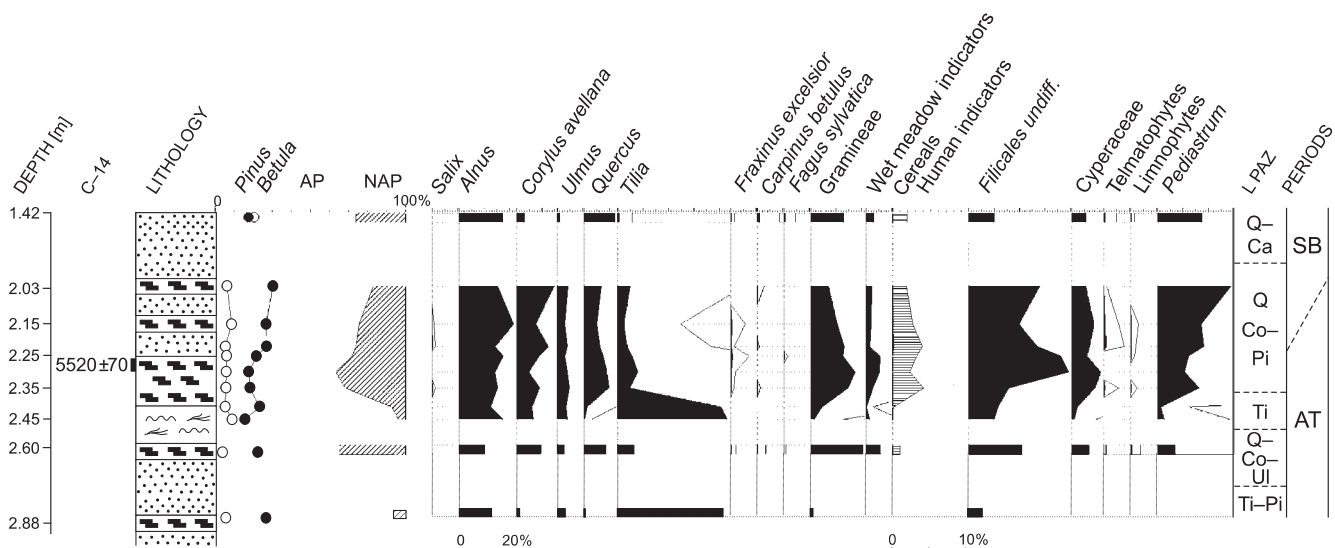 DEPTH [m]
C–14
LITHOLOGY
Pinus
Betula
AP
NAP
Salix
Alnus
Corylus avellana
Ulmus
Quercus
Tilia
Fraxinus excelsior
Carpinus betulus
Fagus sylvatica
Gramineae
Wet meadow indicators
Cereals
Human indicators
Filicales undiff.
Cyperaceae
Telmatophytes
Limnophytes
Pediastrum
L PAZ
PERIODS
0
100%
1.42
2.03
2.15
2.25
2.35
2.45
2.60
2.88
5520±70
Q–
Ca
Q
Co–
Pi
Ti
Q–
Co–
Ul
Ti–Pi
SB
AT
0
20%
0
10%